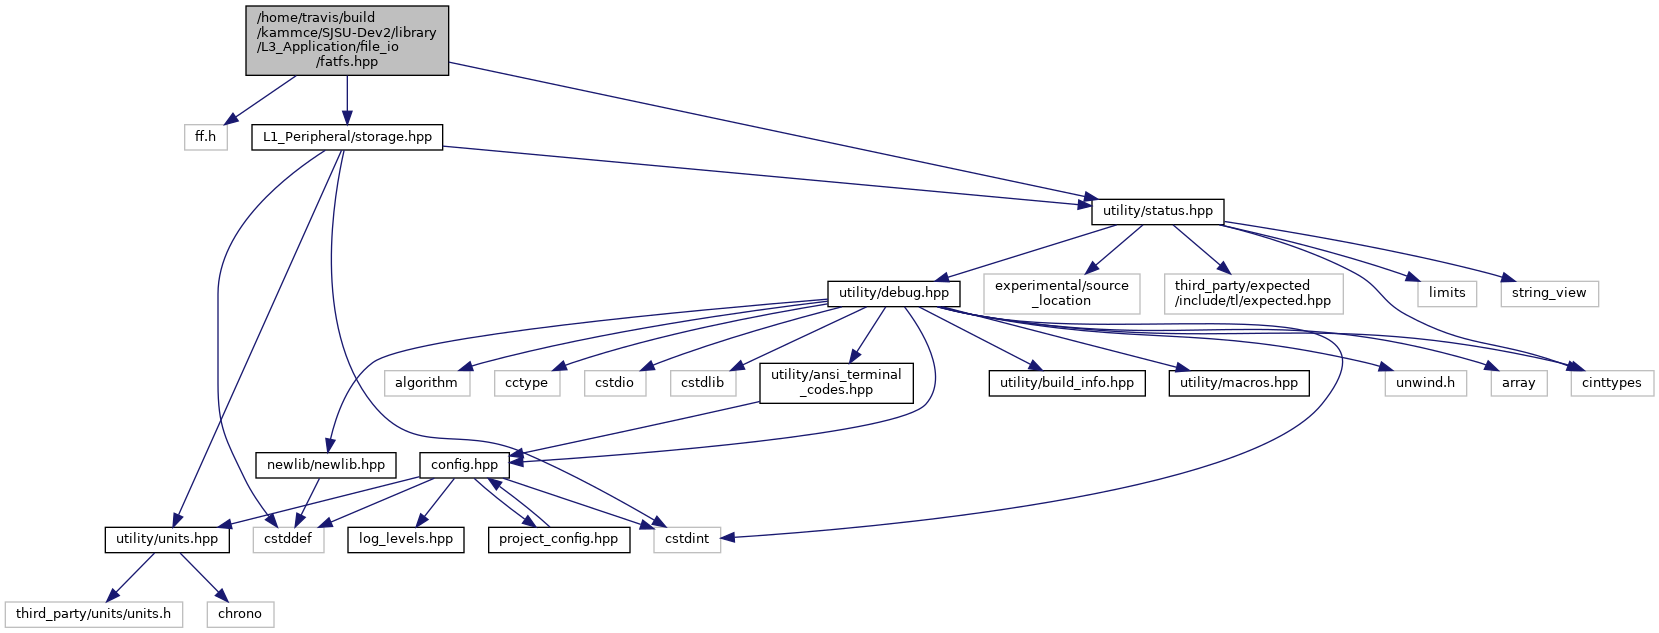 /home/travis/build
/kammce/SJSU-Dev2/library
/L3_Application/file_io
/fatfs.hpp
ff.h
L1_Peripheral/storage.hpp
utility/status.hpp
utility/debug.hpp
experimental/source
_location
third_party/expected
/include/tl/expected.hpp
limits
string_view
algorithm
cctype
cstdio
cstdlib
utility/ansi_terminal
_codes.hpp
utility/build_info.hpp
utility/macros.hpp
unwind.h
array
cinttypes
newlib/newlib.hpp
config.hpp
utility/units.hpp
cstddef
log_levels.hpp
project_config.hpp
cstdint
third_party/units/units.h
chrono